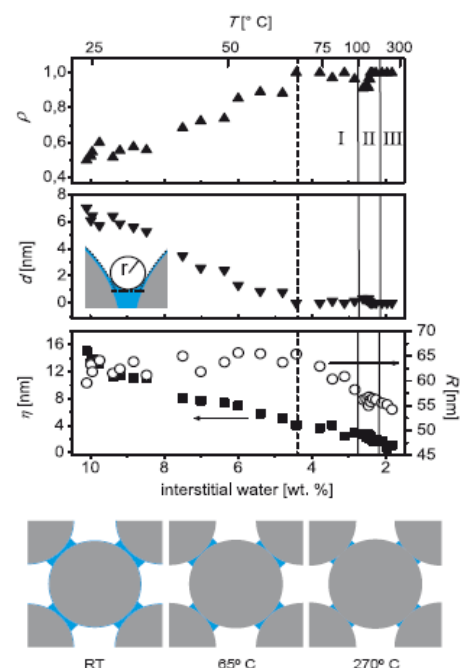 T[° C]
25 50 75 100 300
1,0
0,8
0,6
0,4
ρ
I II III
8
6
4
2
0
d [nm]
r
16
12
8
4
0
η [nm]
70
65
60
55
50
45
R [nm]
10 8 6 4 2
interstitial water [wt. %]
RT 65º C 270º C